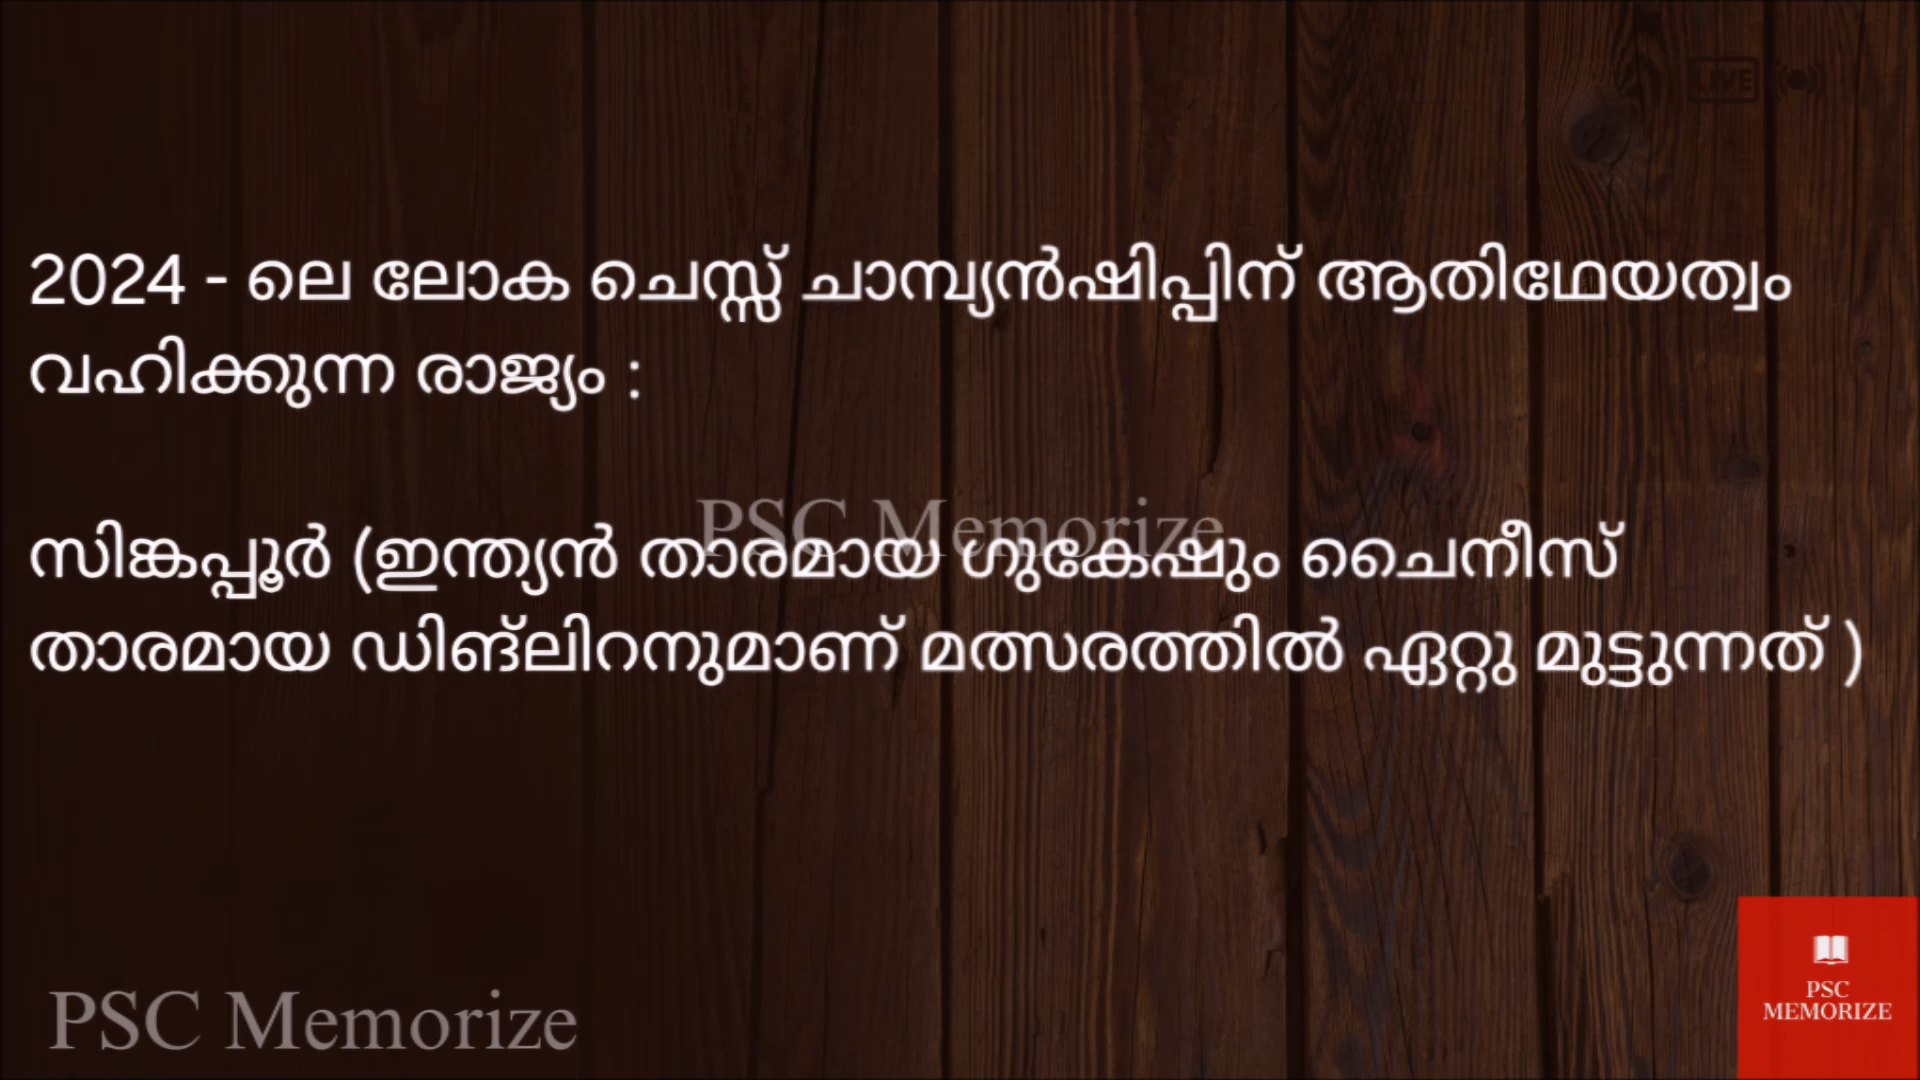 LIVE
2024 - ലെ ലോക ചെസ്സ് ചാമ്പ്യൻഷിപ്പിന് ആതിഥേയത്വം
വഹിക്കുന്ന രാജ്യം :
PSC Memorize
സിങ്കപ്പൂർ (ഇന്ത്യൻ താരമായ ഗുകേഷും ചൈനീസ്
താരമായ ഡിങ്ലിറനുമാണ് മത്സരത്തിൽ ഏറ്റു മുട്ടുന്നത് )
PSC Memorize
PSC
MEMORIZE